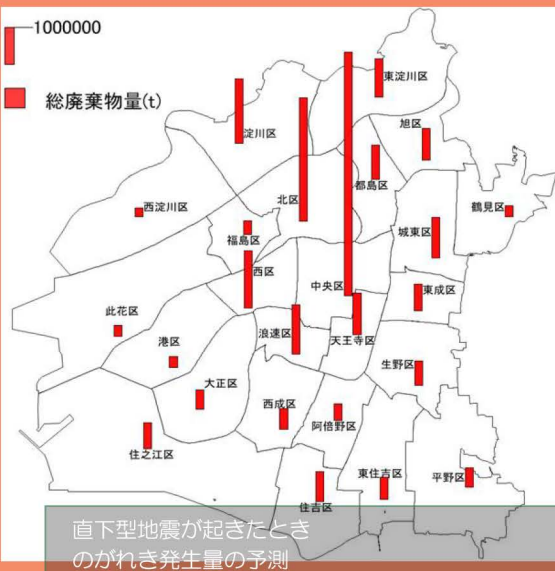 1000000
総廃棄物量(t)
東淀川区
淀川区
旭区
都島区
北区
西淀川区
鶴見区
福島区
城東区
西区
中央区
東成区
此花区
浪速区
天王寺区
港区
生野区
大正区
西成区
阿倍野区
住之江区
東住吉区
平野区
住吉区
直下型地震が起きたとき
のがれき発生量の予測